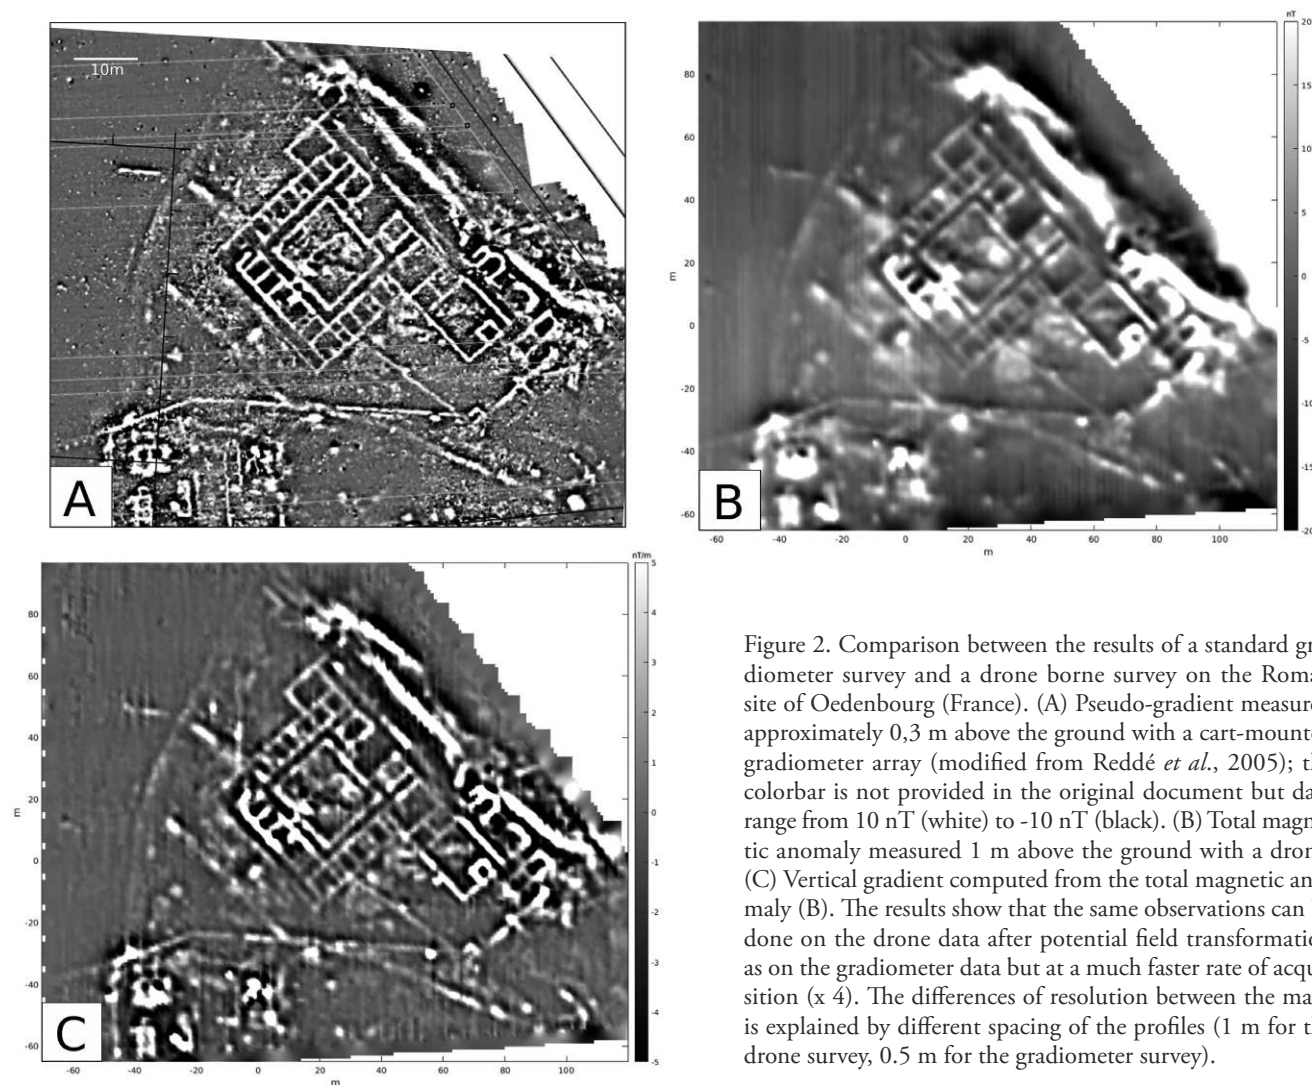 10m
A
nT
20
15
10
5
0
-5
-10
-15
-20
80
60
40
20
0
-20
-40
-60
m
B
-60 -40 -20 0 20 40 60 80 100
m
nT/m
5
4
3
2
1
0
-1
-2
-3
-4
-5
80
60
40
20
0
-20
-40
-60
m
C
-60 -40 -20 0 20 40 60 80 100
m
Figure 2. Comparison between the results of a standard gr
diometer survey and a drone borne survey on the Roma
site of Oedenbourg (France). (A) Pseudo-gradient measure
approximately 0,3 m above the ground with a cart-mounte
gradiometer array (modified from Reddé et al., 2005); th
colorbar is not provided in the original document but da
range from 10 nT (white) to -10 nT (black). (B) Total magn
tic anomaly measured 1 m above the ground with a dron
(C) Vertical gradient computed from the total magnetic an
maly (B). The results show that the same observations can
done on the drone data after potential field transformatio
as on the gradiometer data but at a much faster rate of acqu
sition (x 4). The differences of resolution between the ma
is explained by different spacing of the profiles (1 m for th
drone survey, 0.5 m for the gradiometer survey).